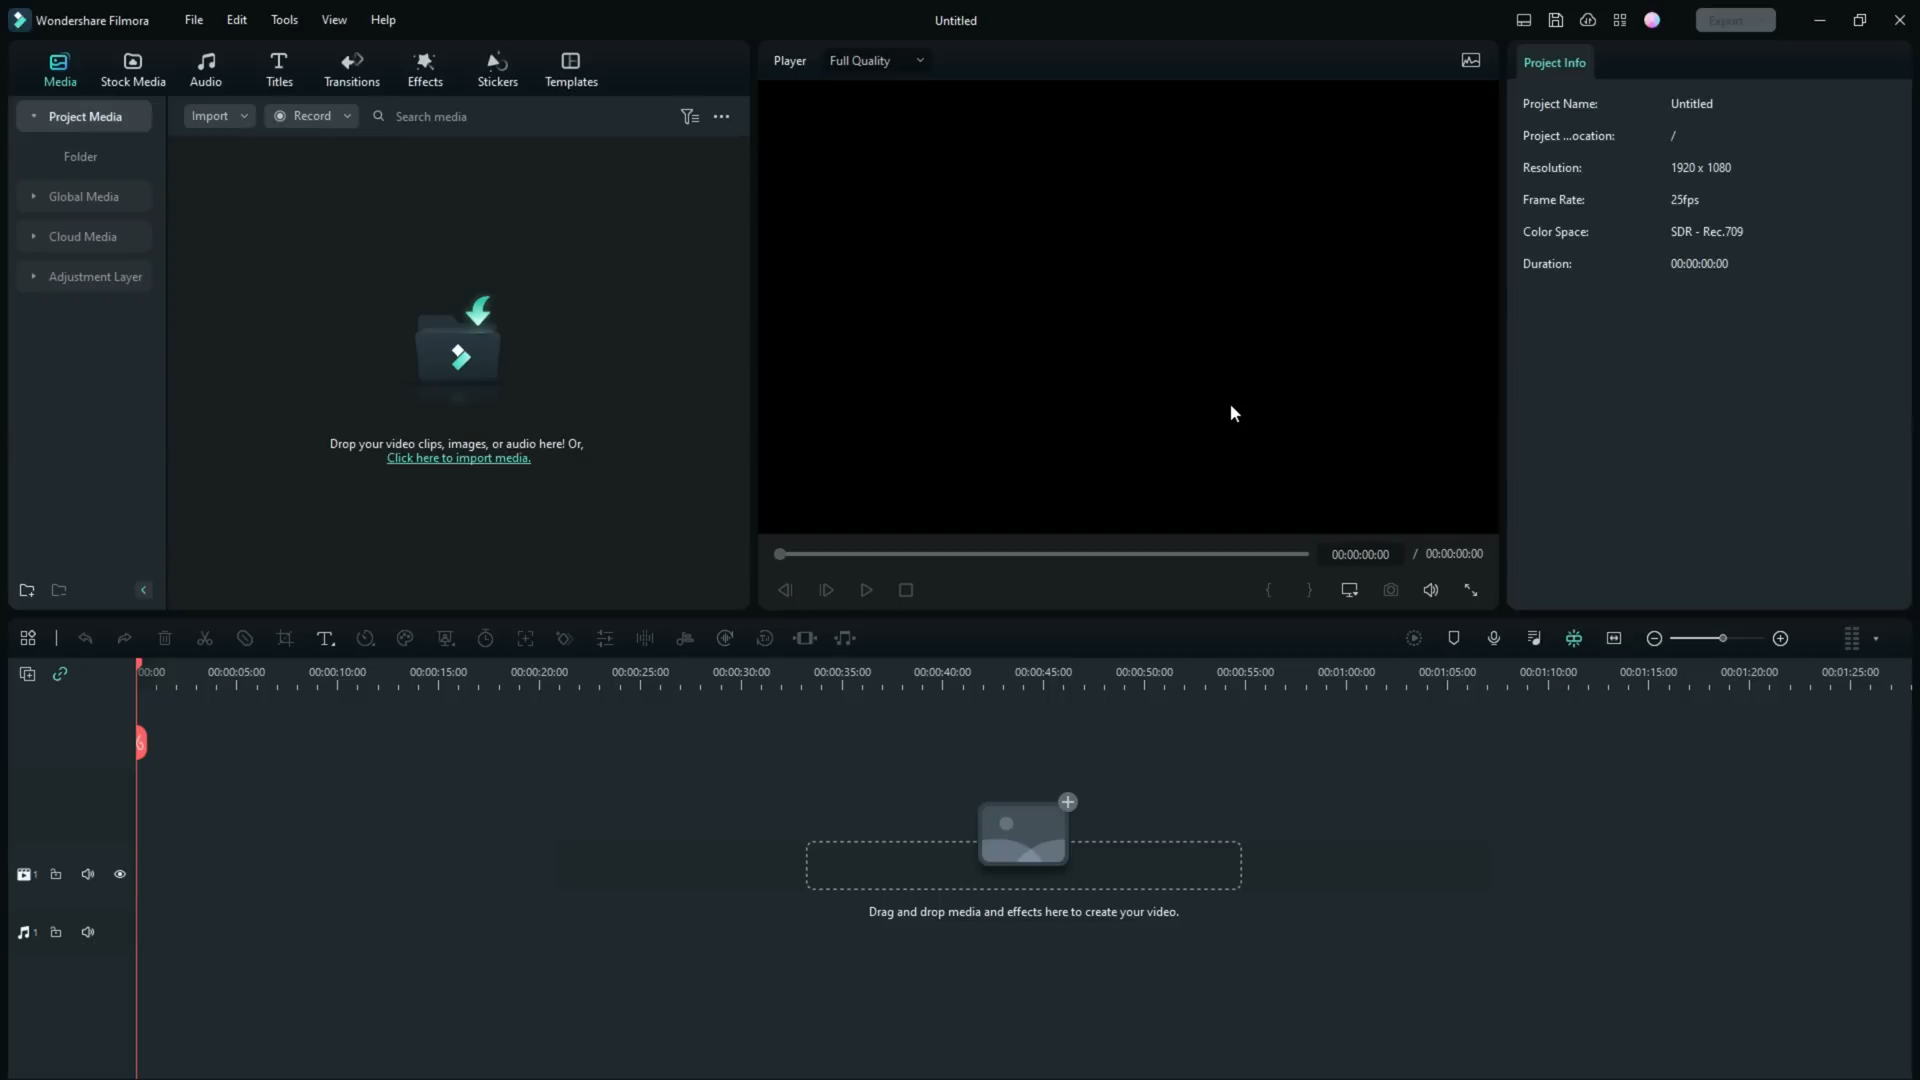 Wondershare Filmora File Edit Tools View Help Untitled Export
Media Stock Media Audio Titles Transitions Effects Stickers Templates
Player Full Quality
Project Info
Project Media
Import Record Search media
Folder
Global Media
Cloud Media
Adjustment Layer
Drop your video clips, images, or audio here! Or,
Click here to import media.
Project Name: Untitled
Project ...ocation: /
Resolution: 1920 x 1080
Frame Rate: 25fps
Color Space: SDR - Rec.709
Duration: 00:00:00:00
00:00:00:00 / 00:00:00:00
00:00 00:00:05:00 00:00:10:00 00:00:15:00 00:00:20:00 00:00:25:00 00:00:30:00 00:00:35:00 00:00:40:00 00:00:45:00 00:00:50:00 00:00:55:00 00:01:00:00 00:01:05:00 00:01:10:00 00:01:15:00 00:01:20:00 00:01:25:00
1
Drag and drop media and effects here to create your video.
1